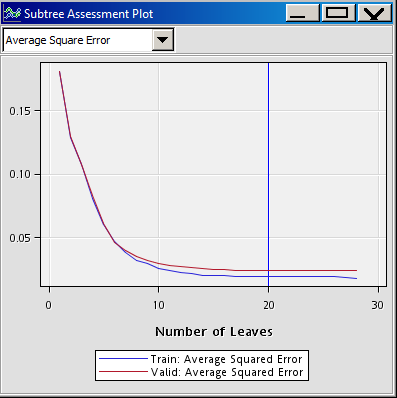 Subtree Assessment Plot
Average Square Error
0.15
0.10
0.05
0 10 20 30
Number of Leaves
Train: Average Squared Error
Valid: Average Squared Error